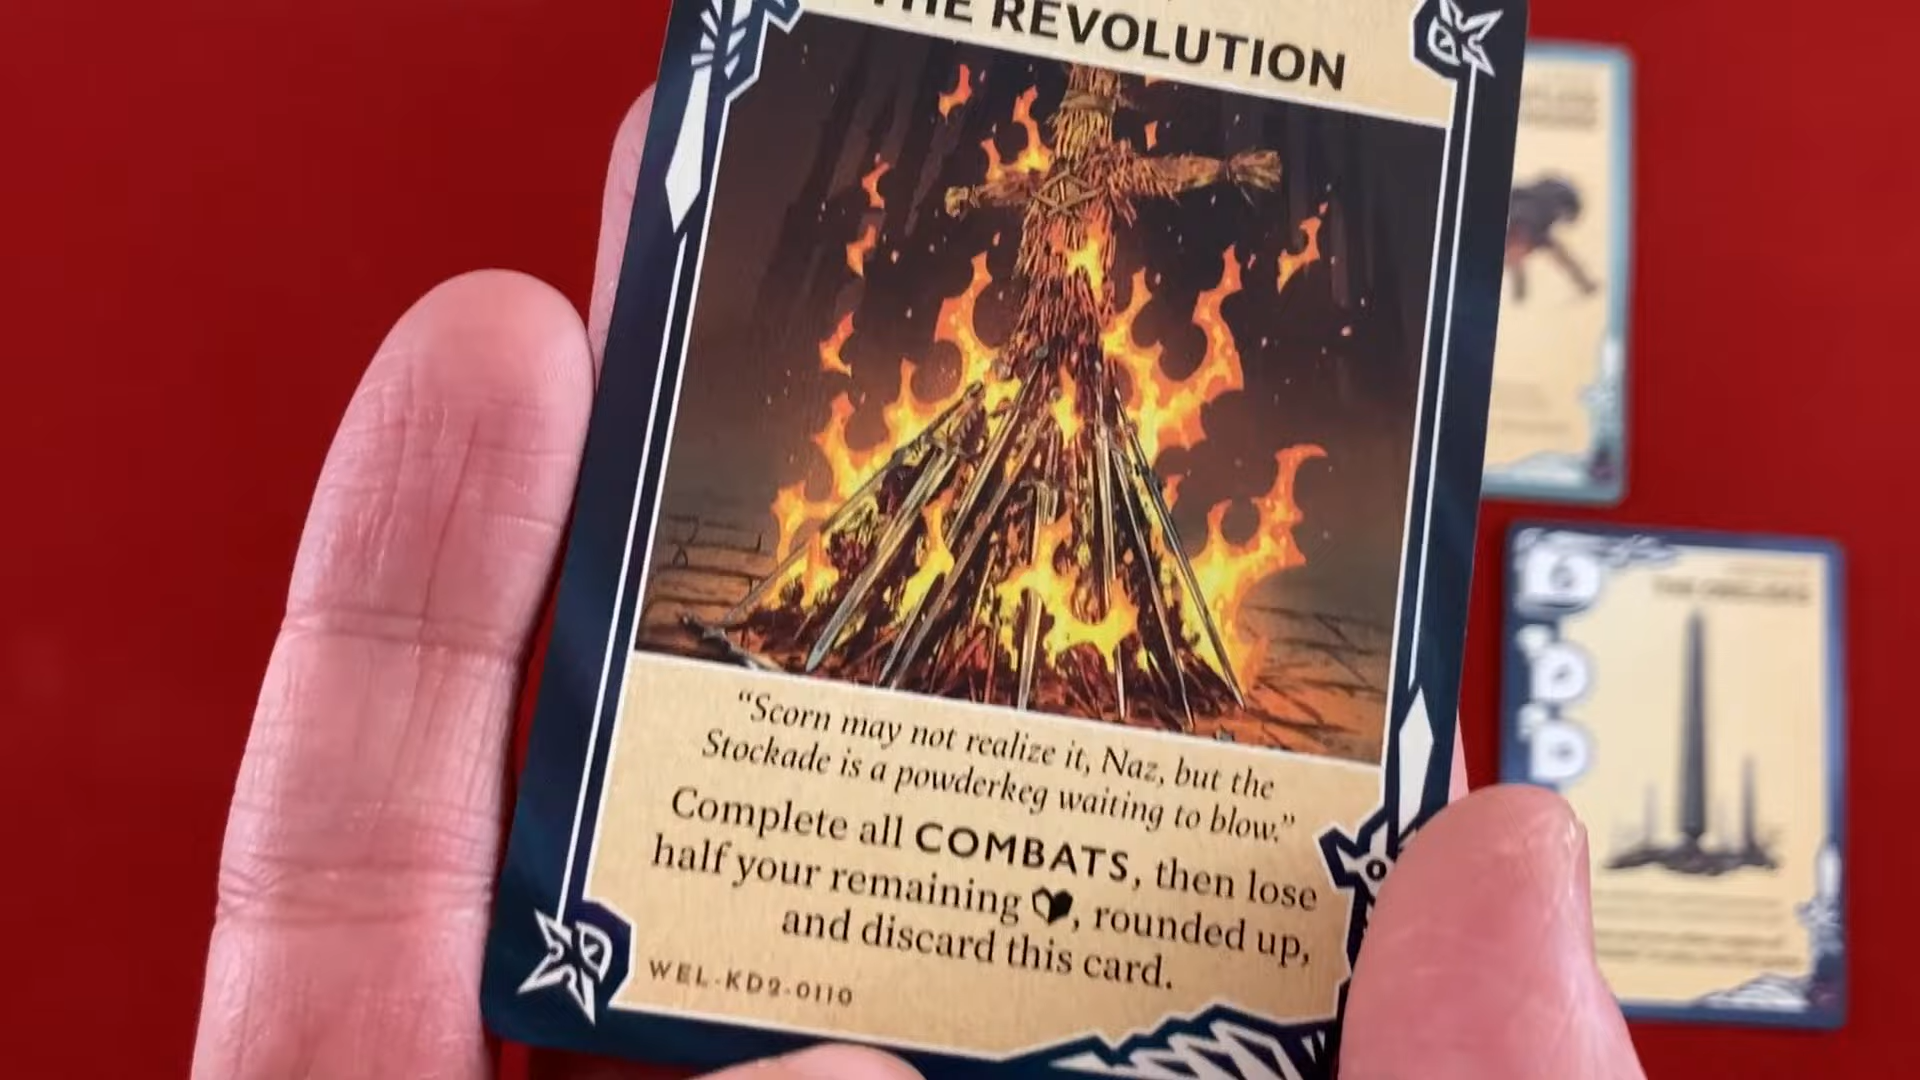 THE REVOLUTION
“Scorn may not realize it, Naz, but the
Stockade is a powderkeg waiting to blow.”
Complete all COMBATS, then lose
half your remaining , rounded up,
and discard this card.
WEL-KD2-0110